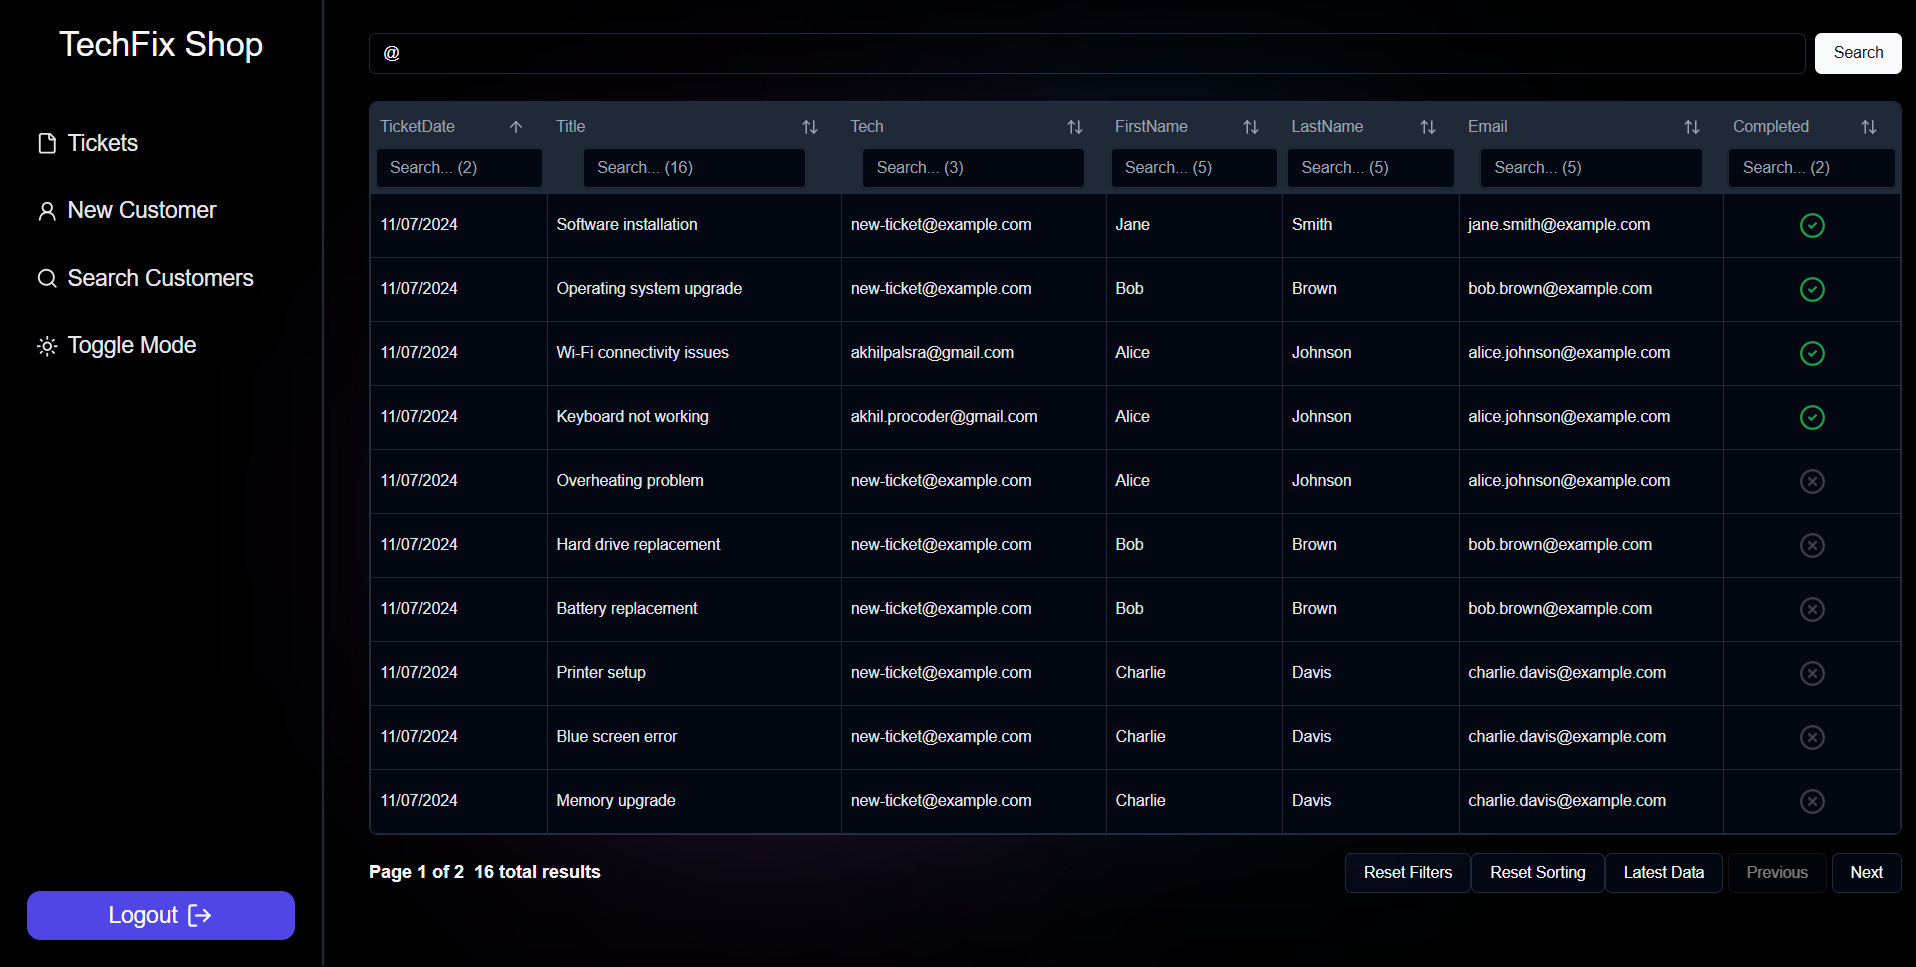 TechFix Shop
Tickets
New Customer
Search Customers
Toggle Mode
Logout
@
Search
TicketDate Title Tech FirstName LastName Email Completed
Search... (2) Search... (16) Search... (3) Search... (5) Search... (5) Search... (5) Search... (2)
11/07/2024 Software installation new-ticket@example.com Jane Smith jane.smith@example.com
11/07/2024 Operating system upgrade new-ticket@example.com Bob Brown bob.brown@example.com
11/07/2024 Wi-Fi connectivity issues akhilpalsra@gmail.com Alice Johnson alice.johnson@example.com
11/07/2024 Keyboard not working akhil.procoder@gmail.com Alice Johnson alice.johnson@example.com
11/07/2024 Overheating problem new-ticket@example.com Alice Johnson alice.johnson@example.com
11/07/2024 Hard drive replacement new-ticket@example.com Bob Brown bob.brown@example.com
11/07/2024 Battery replacement new-ticket@example.com Bob Brown bob.brown@example.com
11/07/2024 Printer setup new-ticket@example.com Charlie Davis charlie.davis@example.com
11/07/2024 Blue screen error new-ticket@example.com Charlie Davis charlie.davis@example.com
11/07/2024 Memory upgrade new-ticket@example.com Charlie Davis charlie.davis@example.com
Page 1 of 2 16 total results
Reset Filters Reset Sorting Latest Data Previous Next